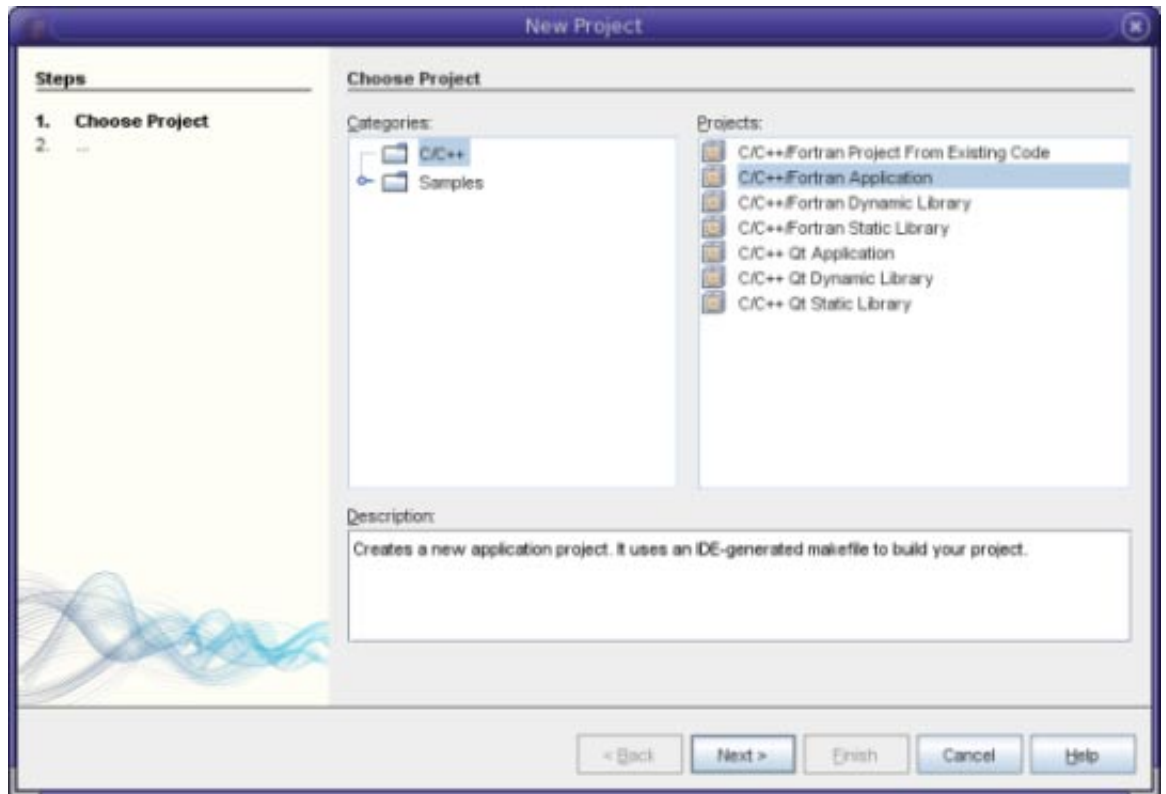 New Project
Steps
1. Choose Project
2. ...
Choose Project
Categories:
C/C++
Samples
Projects:
C/C++/Fortran Project From Existing Code
C/C++/Fortran Application
C/C++/Fortran Dynamic Library
C/C++/Fortran Static Library
C/C++ Qt Application
C/C++ Qt Dynamic Library
C/C++ Qt Static Library
Description:
Creates a new application project. It uses an IDE-generated makefile to build your project.
< Back
Next >
Finish
Cancel
Help